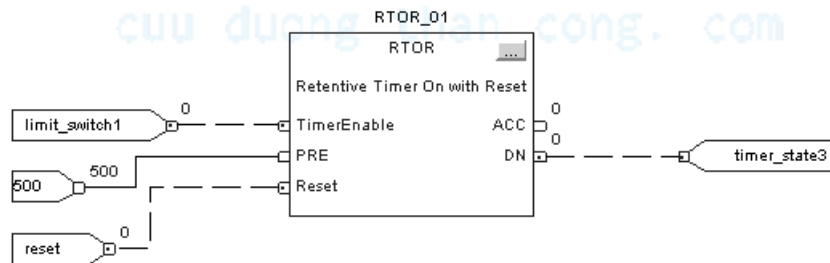 cuu duong than cong. com
RTOR_01
RTOR
...
Retentive Timer On with Reset
limit_switch1
0
TimerEnable
ACC
0
500
500
PRE
DN
0
timer_state3
reset
0
Reset